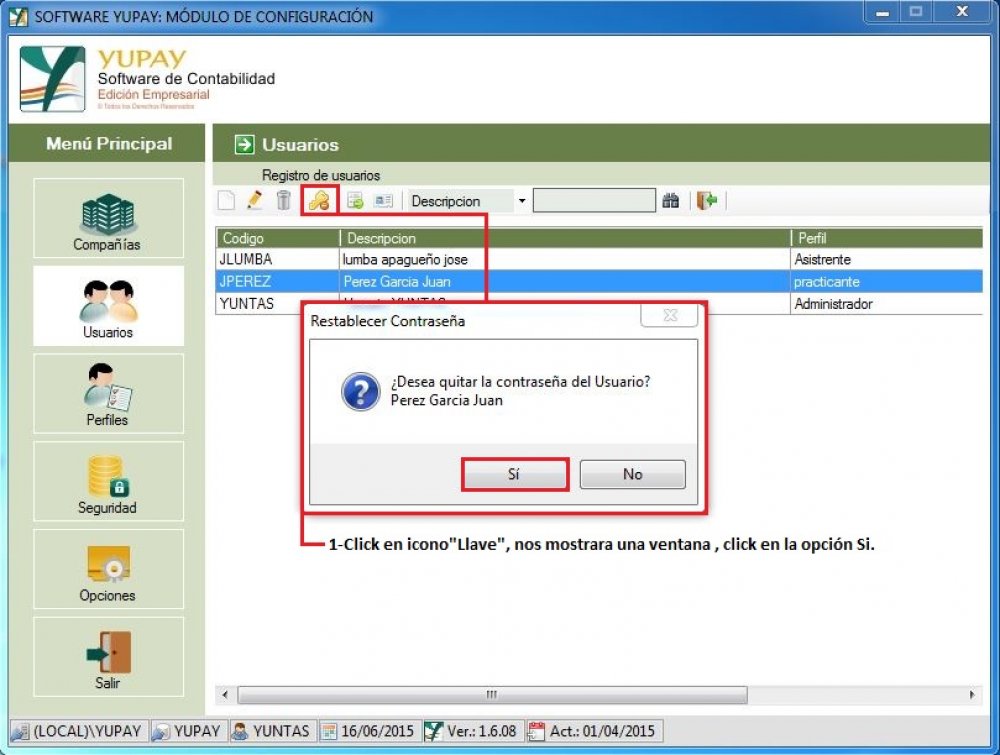 SOFTWARE YUPAY: MÓDULO DE CONFIGURACIÓN
YUPAY
Software de Contabilidad
Edición Empresarial
© Todos los Derechos Reservados
Menú Principal
Compañías
Usuarios
Perfiles
Seguridad
Opciones
Salir
Usuarios
Registro de usuarios
Descripcion
Codigo Descripcion Perfil
JLUMBA lumba apagueño jose Asistrente
JPEREZ Perez Garcia Juan practicante
YUNTAS YUNTAS Administrador
Restablecer Contraseña
¿Desea quitar la contraseña del Usuario?
Perez Garcia Juan
Sí No
1-Click en icono"Llave", nos mostrara una ventana , click en la opción Si.
(LOCAL)\YUPAY YUPAY YUNTAS 16/06/2015 Ver.: 1.6.08 Act.: 01/04/2015